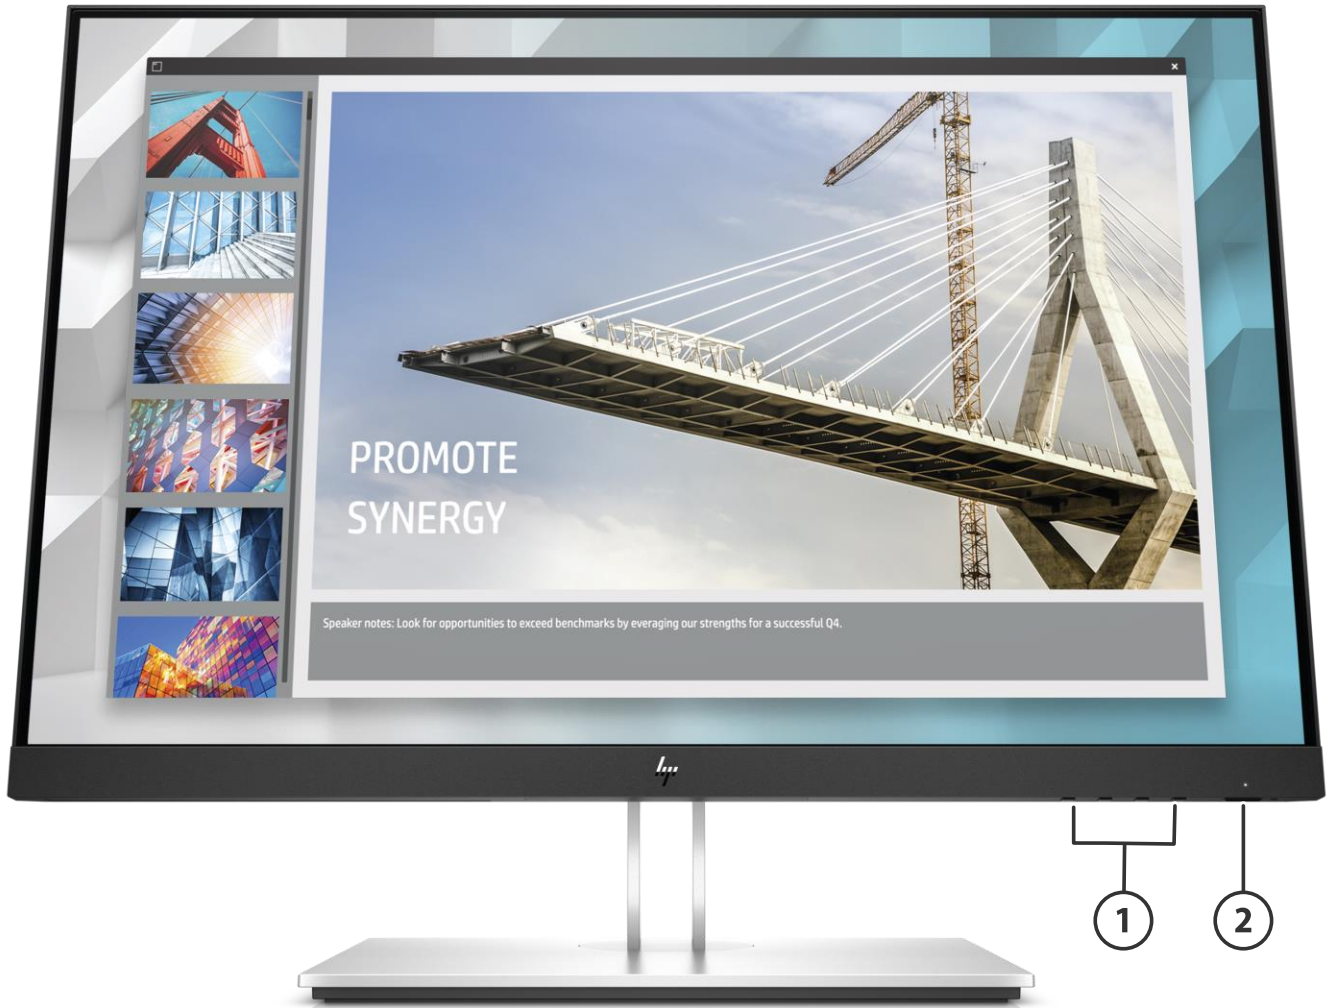 PROMOTE
SYNERGY
Speaker notes: Look for opportunities to exceed benchmarks by everaging our strengths for a successful Q4.
hp
1
2